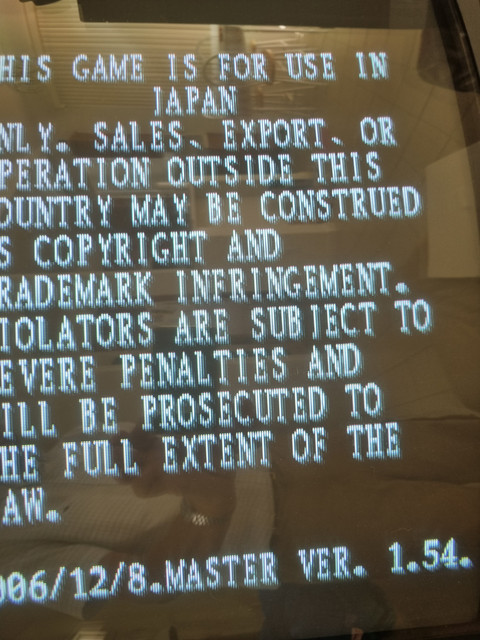 HIS GAME IS FOR USE IN
JAPAN
NLY. SALES、EXPORT、OR
PERATION OUTSIDE THIS
OUNTRY MAY BE CONSTRUED
S COPYRIGHT AND
RADEMARK INFRINGEMENT.
IOLATORS ARE SUBJECT TO
EVERE PENALTIES AND
ILL BE PROSECUTED TO
HE FULL EXTENT OF THE
AW.
006/12/8.MASTER VER. 1.54.